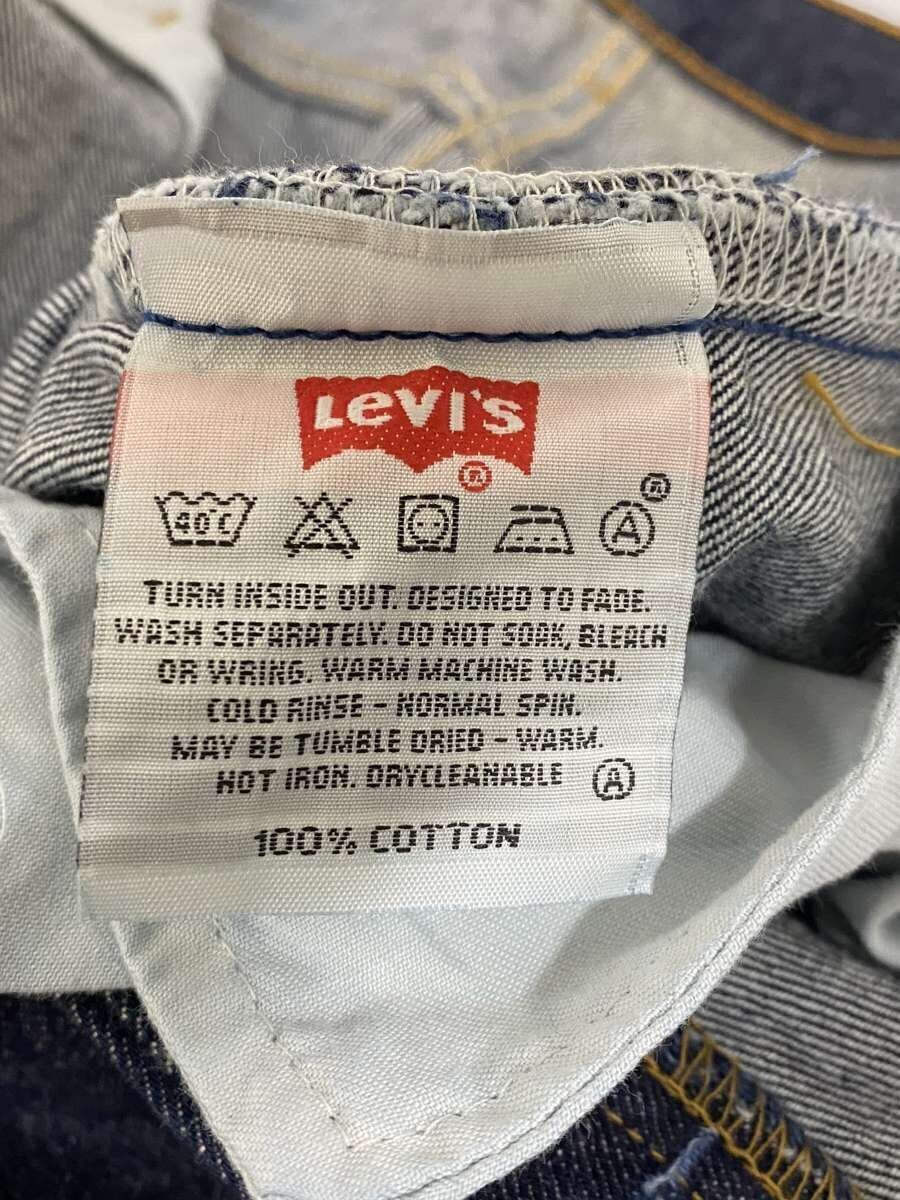 Levi's
®
40°C Ⓐ ®
TURN INSIDE OUT. DESIGNED TO FADE.
WASH SEPARATELY. DO NOT SOAK, BLEACH
OR WRING. WARM MACHINE WASH.
COLD RINSE - NORMAL SPIN.
MAY BE TUMBLE DRIED - WARM.
HOT IRON. DRYCLEANABLE Ⓐ
100% COTTON